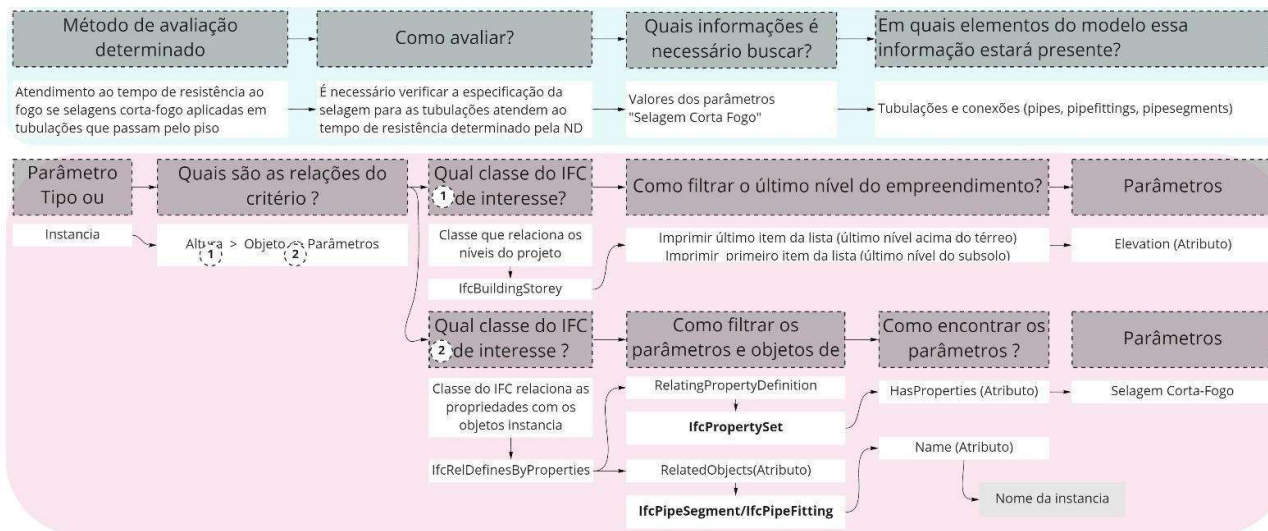 Método de avaliação
determinado
Como avaliar?
Quais informações é
necessário buscar?
Em quais elementos do modelo essa
informação estará presente?
Atendimento ao tempo de resistência ao
fogo se selagens corta-fogo aplicadas em
tubulações que passam pelo piso
É necessário verificar a especificação da
selagem para as tubulações atendem ao
tempo de resistência determinado pela ND
Valores dos parâmetros
"Selagem Corta Fogo"
Tubulações e conexões (pipes, pipefittings, pipesegments)
Parâmetro
Tipo ou
Quais são as relações do
critério ?
Qual classe do IFC
1 de interesse?
Como filtrar o último nível do empreendimento?
Parâmetros
Instancia
Altura > Objeto = Parâmetros
1 2
Classe que relaciona os
níveis do projeto
IfcBuildingStorey
Imprimir último item da lista (último nível acima do térreo)
Imprimir primeiro item da lista (último nível do subsolo)
Elevation (Atributo)
Qual classe do IFC
2 de interesse ?
Como filtrar os
parâmetros e objetos de
Como encontrar os
parâmetros ?
Parâmetros
Classe do IFC relaciona as
propriedades com os
objetos instancia
IfcRelDefinesByProperties
RelatingPropertyDefinition
IfcPropertySet
HasProperties (Atributo)
Selagem Corta-Fogo
RelatedObjects(Atributo)
IfcPipeSegment/IfcPipeFitting
Name (Atributo)
Nome da instancia